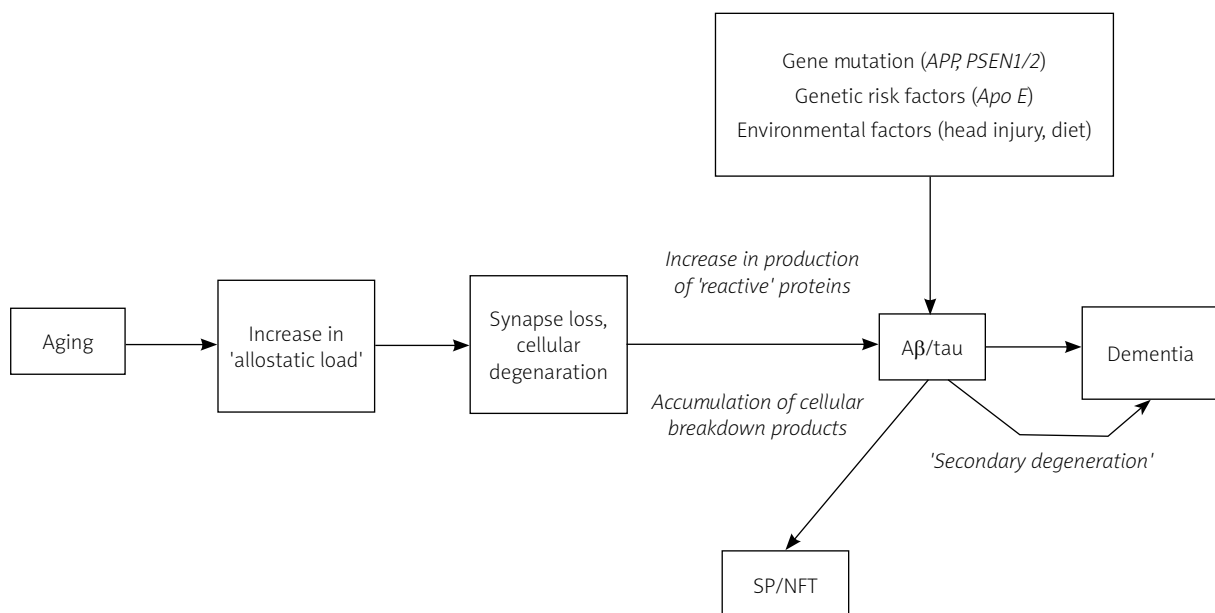 Gene mutation (APP, PSEN1/2)
Genetic risk factors (Apo E)
Environmental factors (head injury, diet)
Increase in production
of 'reactive' proteins
Aging
Increase in
'allostatic load'
Synapse loss,
cellular
degenaration
Aβ/tau
Dementia
Accumulation of cellular
breakdown products
'Secondary degeneration'
SP/NFT